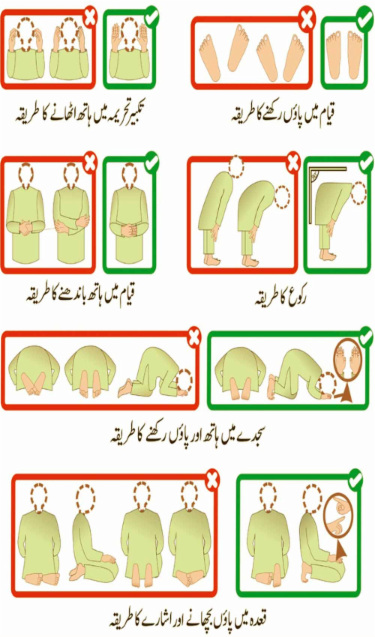 قیام میں پاؤں رکھنے کا طریقہ
تکبیر تحریمہ میں ہاتھ اٹھانے کا طریقہ
رکوع کا طریقہ
قیام میں ہاتھ باندھنے کا طریقہ
سجدے میں ہاتھ اور پاؤں رکھنے کا طریقہ
قعدہ میں پاؤں بچھانے اور اشارے کا طریقہ